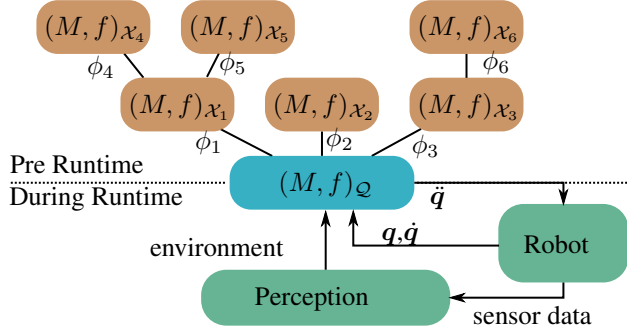 (M, f)𝒳₄ (M, f)𝒳₅ (M, f)𝒳₆
ϕ₄ ϕ₅ ϕ₆
(M, f)𝒳₁ (M, f)𝒳₂ (M, f)𝒳₃
ϕ₁ ϕ₂ ϕ₃
Pre Runtime
(M, f)𝒬
During Runtime
q̈
q,q̇
environment
Robot
Perception
sensor data